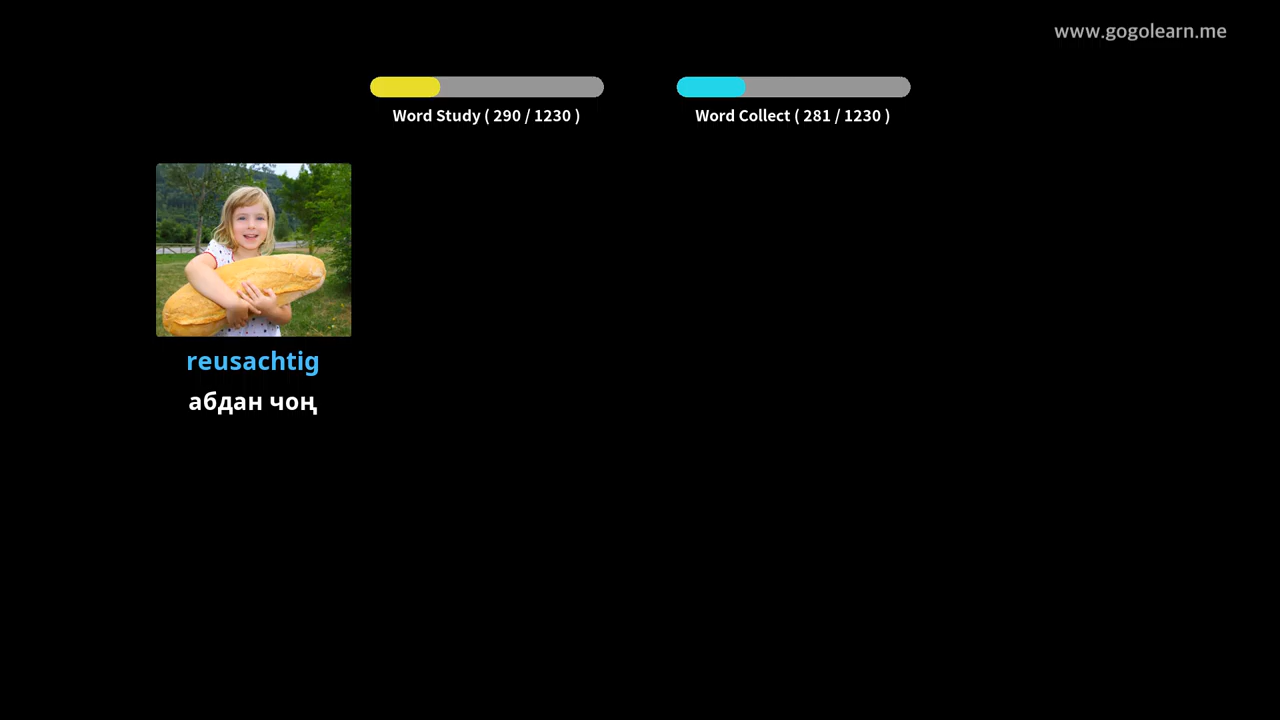 www.gogolearn.me
Word Study ( 290 / 1230 )
Word Collect ( 281 / 1230 )
reusachtig
абдан чоң